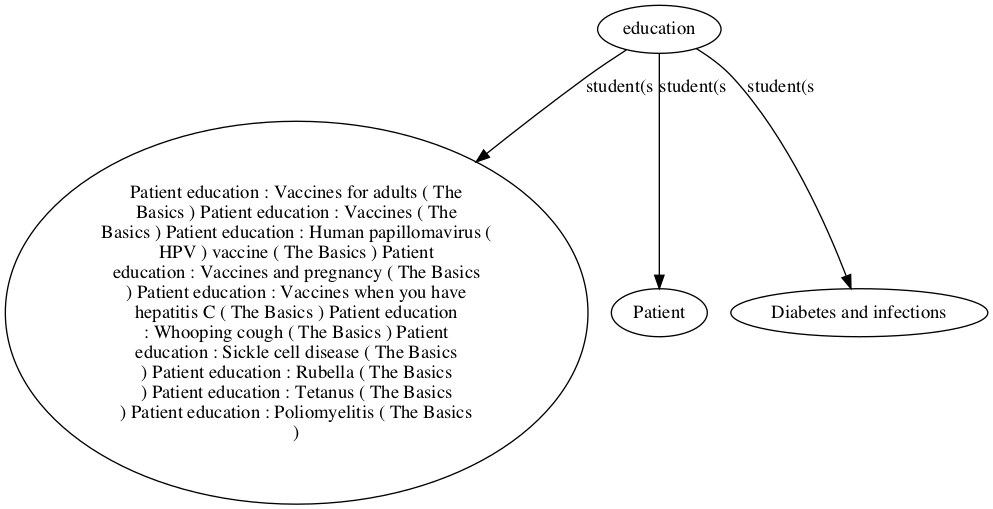 education
student(s
student(s
student(s
Patient education : Vaccines for adults ( The
Basics ) Patient education : Vaccines ( The
Basics ) Patient education : Human papillomavirus (
HPV ) vaccine ( The Basics ) Patient
education : Vaccines and pregnancy ( The Basics
) Patient education : Vaccines when you have
hepatitis C ( The Basics ) Patient education
: Whooping cough ( The Basics ) Patient
education : Sickle cell disease ( The Basics
) Patient education : Rubella ( The Basics
) Patient education : Tetanus ( The Basics
) Patient education : Poliomyelitis ( The Basics
)
Patient
Diabetes and infections